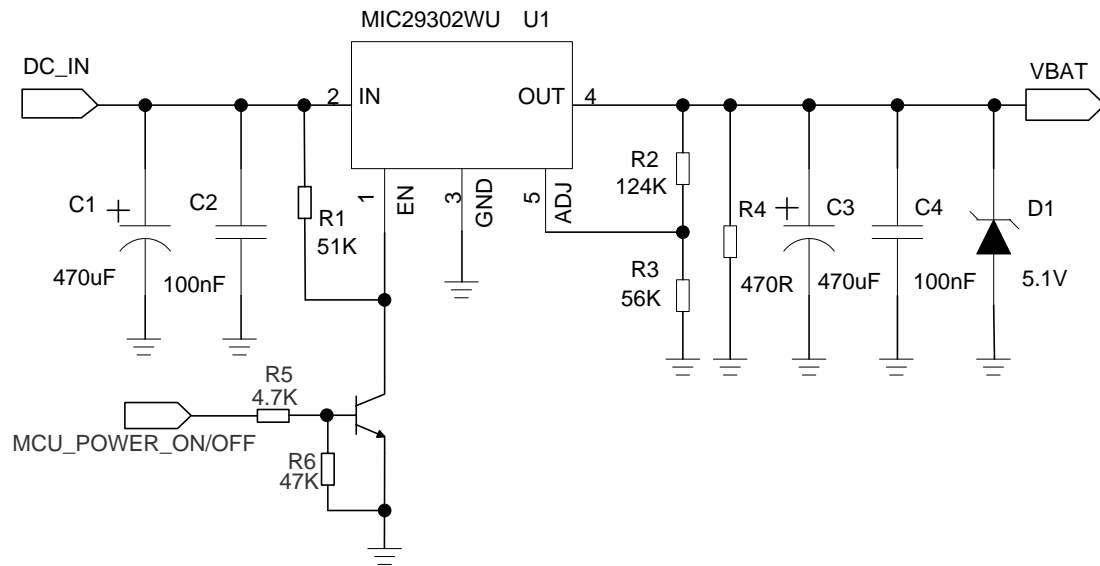 MIC29302WU U1
DC_IN
VBAT
2 IN
OUT 4
1
EN
3
GND
5
ADJ
C1
+
470uF
C2
100nF
R1
51K
R2
124K
R3
56K
R4
470R
+
C3
470uF
C4
100nF
D1
5.1V
R5
4.7K
MCU_POWER_ON/OFF
R6
47K